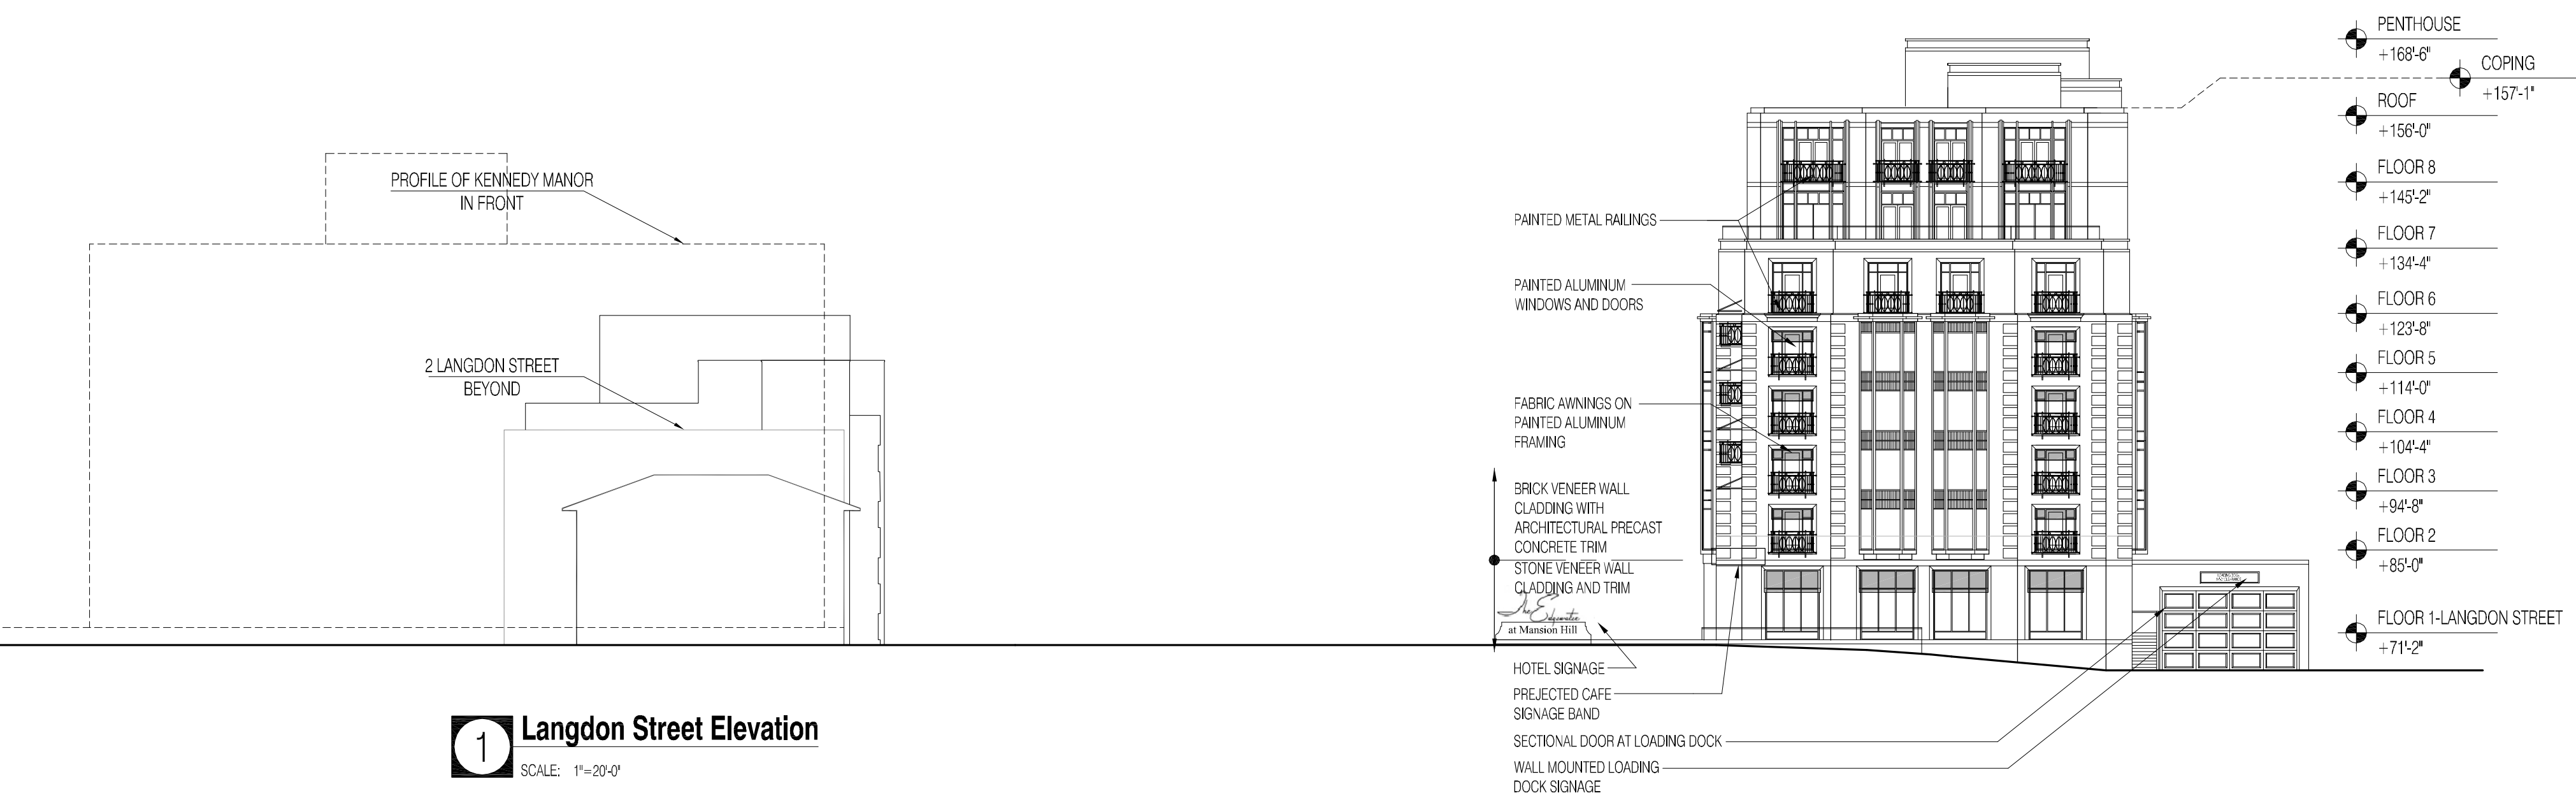 PROFILE OF KENNEDY MANOR
IN FRONT
2 LANGDON STREET
BEYOND
1
Langdon Street Elevation
SCALE: 1"=20'-0"
PAINTED METAL RAILINGS
PAINTED ALUMINUM
WINDOWS AND DOORS
FABRIC AWNINGS ON
PAINTED ALUMINUM
FRAMING
BRICK VENEER WALL
CLADDING WITH
ARCHITECTURAL PRECAST
CONCRETE TRIM
STONE VENEER WALL
CLADDING AND TRIM
The Edgewater
at Mansion Hill
HOTEL SIGNAGE
PREJECTED CAFE
SIGNAGE BAND
SECTIONAL DOOR AT LOADING DOCK
WALL MOUNTED LOADING
DOCK SIGNAGE
PENTHOUSE
+168'-6"
COPING
+157'-1"
ROOF
+156'-0"
FLOOR 8
+145'-2"
FLOOR 7
+134'-4"
FLOOR 6
+123'-8"
FLOOR 5
+114'-0"
FLOOR 4
+104'-4"
FLOOR 3
+94'-8"
FLOOR 2
+85'-0"
FLOOR 1-LANGDON STREET
+71'-2"